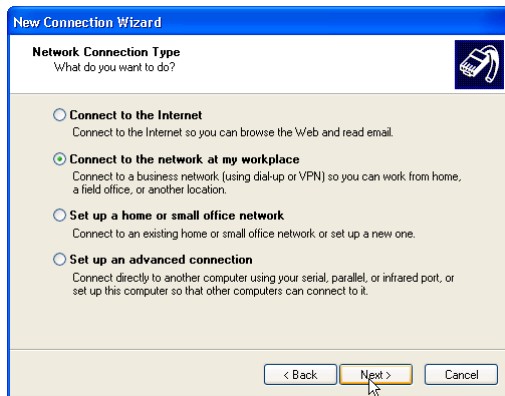 New Connection Wizard
Network Connection Type
What do you want to do?
Connect to the Internet
Connect to the Internet so you can browse the Web and read email.
Connect to the network at my workplace
Connect to a business network (using dial-up or VPN) so you can work from home,
a field office, or another location.
Set up a home or small office network
Connect to an existing home or small office network or set up a new one.
Set up an advanced connection
Connect directly to another computer using your serial, parallel, or infrared port, or
set up this computer so that other computers can connect to it.
< Back Next > Cancel